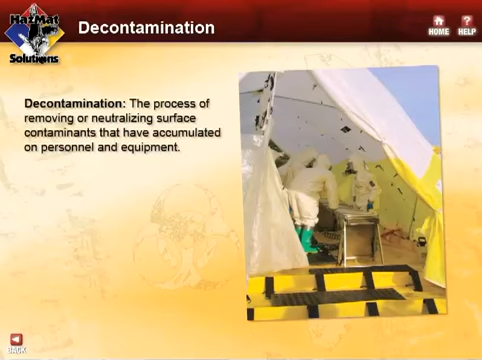 HazMat
Solutions
Decontamination
HOME
HELP
Decontamination: The process of
removing or neutralizing surface
contaminants that have accumulated
on personnel and equipment.
BACK